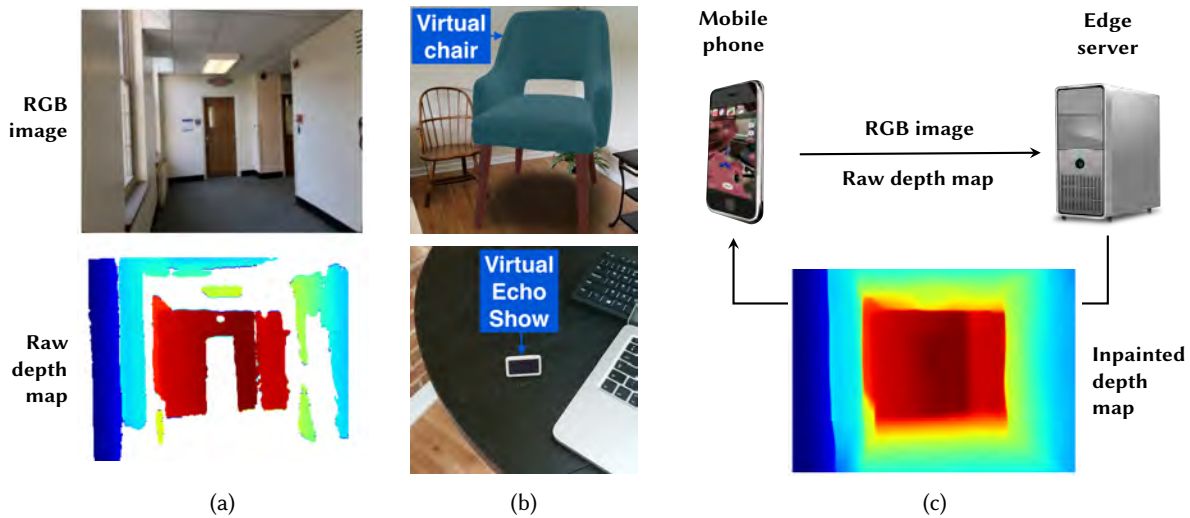 RGB
image
Raw
depth
map
(a)
Virtual
chair
Virtual
Echo
Show
(b)
Mobile
phone
Edge
server
RGB image
Raw depth map
Inpainted
depth
map
(c)